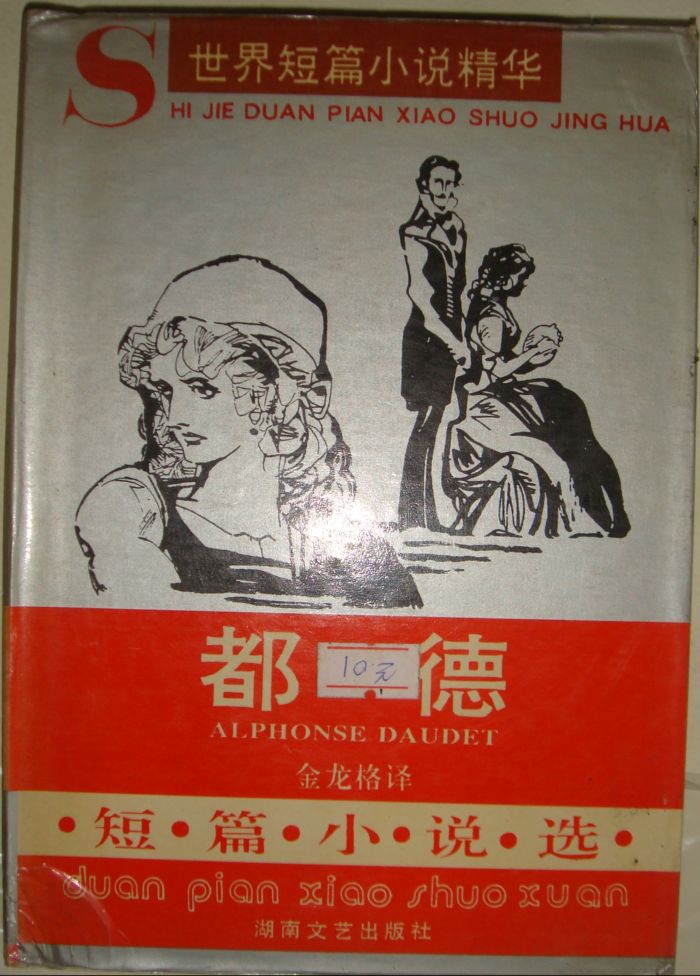 世界短篇小说精华
SHI JIE DUAN PIAN XIAO SHUO JING HUA
都 德
10元
ALPHONSE DAUDET
金龙格译
·短·篇·小·说·选·
duan pian xiao shuo xuan
湖南文艺出版社